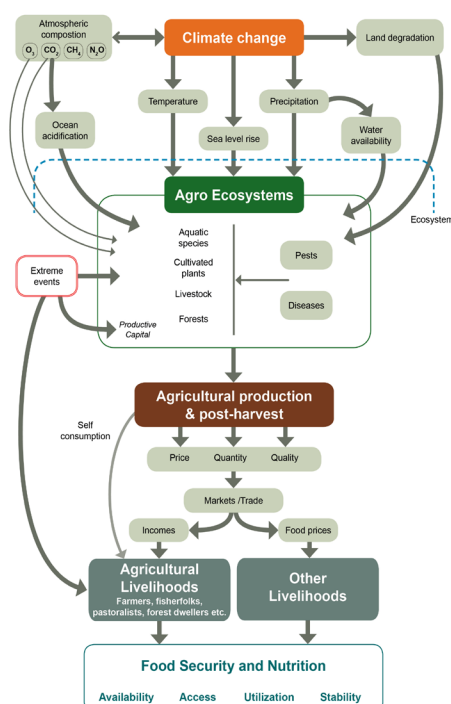 Atmospheric
compostion
O3 CO2 CH4 N2O
Climate change
Land degradation
Temperature
Precipitation
Ocean
acidification
Sea level rise
Water
availability
Agro Ecosystems
Ecosystem
Aquatic
species
Cultivated
plants
Livestock
Forests
Pests
Diseases
Extreme
events
Productive
Capital
Agricultural production
& post-harvest
Self
consumption
Price Quantity Quality
Markets /Trade
Incomes
Food prices
Agricultural
Livelihoods
Farmers, fisherfolks,
pastoralists, forest dwellers etc.
Other
Livelihoods
Food Security and Nutrition
Availability Access Utilization Stability